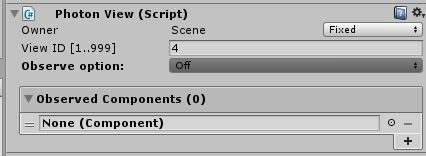 Photon View (Script)
Owner Scene Fixed
View ID [1..999] 4
Observe option: Off
Observed Components (0)
None (Component)